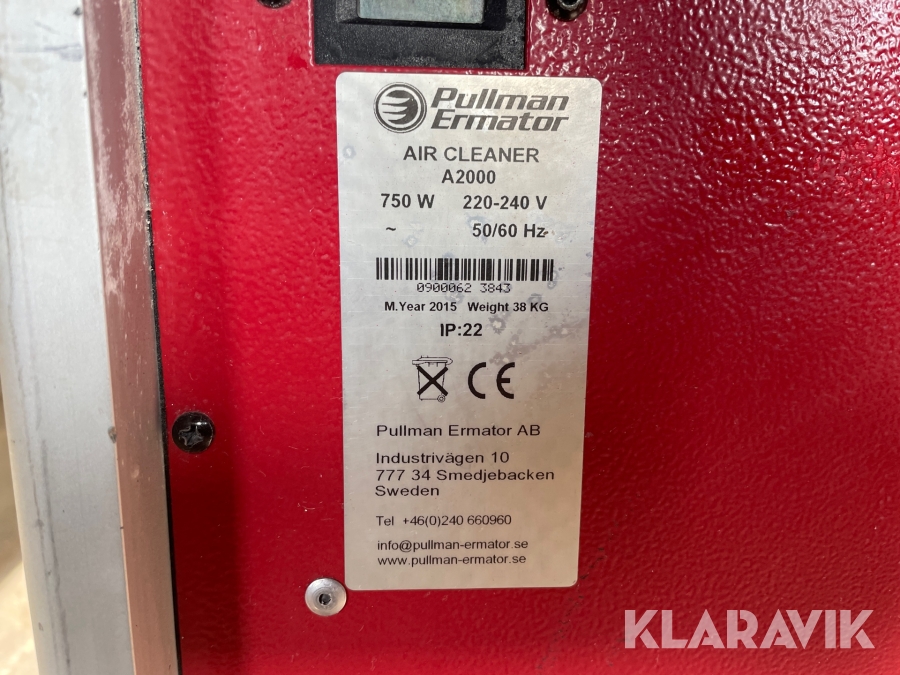 Pullman
Ermator
AIR CLEANER
A2000
750 W 220-240 V
~ 50/60 Hz
0900062 3843
M.Year 2015 Weight 38 KG
IP:22
CE
Pullman Ermator AB
Industrivägen 10
777 34 Smedjebacken
Sweden
Tel +46(0)240 660960
info@pullman-ermator.se
www.pullman-ermator.se
KLARAVIK